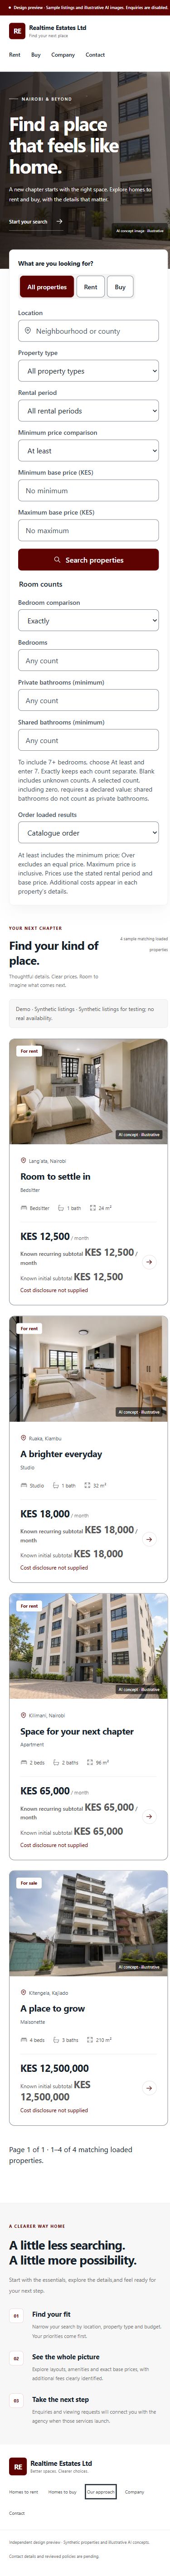 Design preview · Sample listings and illustrative AI images. Enquiries are disabled.
RE
Realtime Estates Ltd
Find your next place
Rent Buy Company Contact
NAIROBI & BEYOND
Find a place
that feels like
home.
A new chapter starts with the right space. Explore homes to
rent and buy, with the details that matter.
Start your search
AI concept image · Illustrative
What are you looking for?
All properties Rent Buy
Location
Neighbourhood or county
Property type
All property types
Rental period
All rental periods
Minimum price comparison
At least
Minimum base price (KES)
No minimum
Maximum base price (KES)
No maximum
Search properties
Room counts
Bedroom comparison
Exactly
Bedrooms
Any count
Private bathrooms (minimum)
Any count
Shared bathrooms (minimum)
Any count
To include 7+ bedrooms, choose At least and
enter 7. Exactly keeps each count separate. Blank
includes unknown counts. A selected count,
including zero, requires a declared value; shared
bathrooms do not count as private bathrooms.
Order loaded results
Catalogue order
At least includes the minimum price; Over
excludes an equal price. Maximum price is
inclusive. Prices use the stated rental period and
base price. Additional costs appear in each
property's details.
YOUR NEXT CHAPTER
Find your kind of
place.
4 sample matching loaded
properties
Thoughtful details. Clear prices. Room to
imagine what comes next.
Demo · Synthetic listings · Synthetic listings for testing; no
real availability.
For rent
AI concept · Illustrative
Lang'ata, Nairobi
Room to settle in
Bedsitter
Bedsitter 1 bath 24 m²
KES 12,500 / month
Known recurring subtotal KES 12,500 /
month
Known initial subtotal KES 12,500
Cost disclosure not supplied
For rent
AI concept · Illustrative
Ruaka, Kiambu
A brighter everyday
Studio
Studio 1 bath 32 m²
KES 18,000 / month
Known recurring subtotal KES 18,000 /
month
Known initial subtotal KES 18,000
Cost disclosure not supplied
For rent
AI concept · Illustrative
Kilimani, Nairobi
Space for your next chapter
Apartment
2 beds 2 baths 96 m²
KES 65,000 / month
Known recurring subtotal KES 65,000 /
month
Known initial subtotal KES 65,000
Cost disclosure not supplied
For sale
AI concept · Illustrative
Kitengela, Kajiado
A place to grow
Maisonette
4 beds 3 baths 210 m²
KES 12,500,000
Known initial subtotal KES
12,500,000
Cost disclosure not supplied
Page 1 of 1 · 1–4 of 4 matching loaded
properties.
A CLEARER WAY HOME
A little less searching.
A little more possibility.
Start with the essentials, explore the details,and feel ready for
your next step.
01 Find your fit
Narrow your search by location, property type and budget.
Your priorities come first.
02 See the whole picture
Explore layouts, amenities and exact base prices, with
additional fees clearly identified.
03 Take the next step
Enquiries and viewing requests will connect you with the
agency when those services launch.
RE
Realtime Estates Ltd
Better spaces. Clearer choices.
Homes to rent Homes to buy Our approach Company
Contact
Independent design preview · Synthetic properties and illustrative AI concepts.
Contact details and reviewed policies are pending.